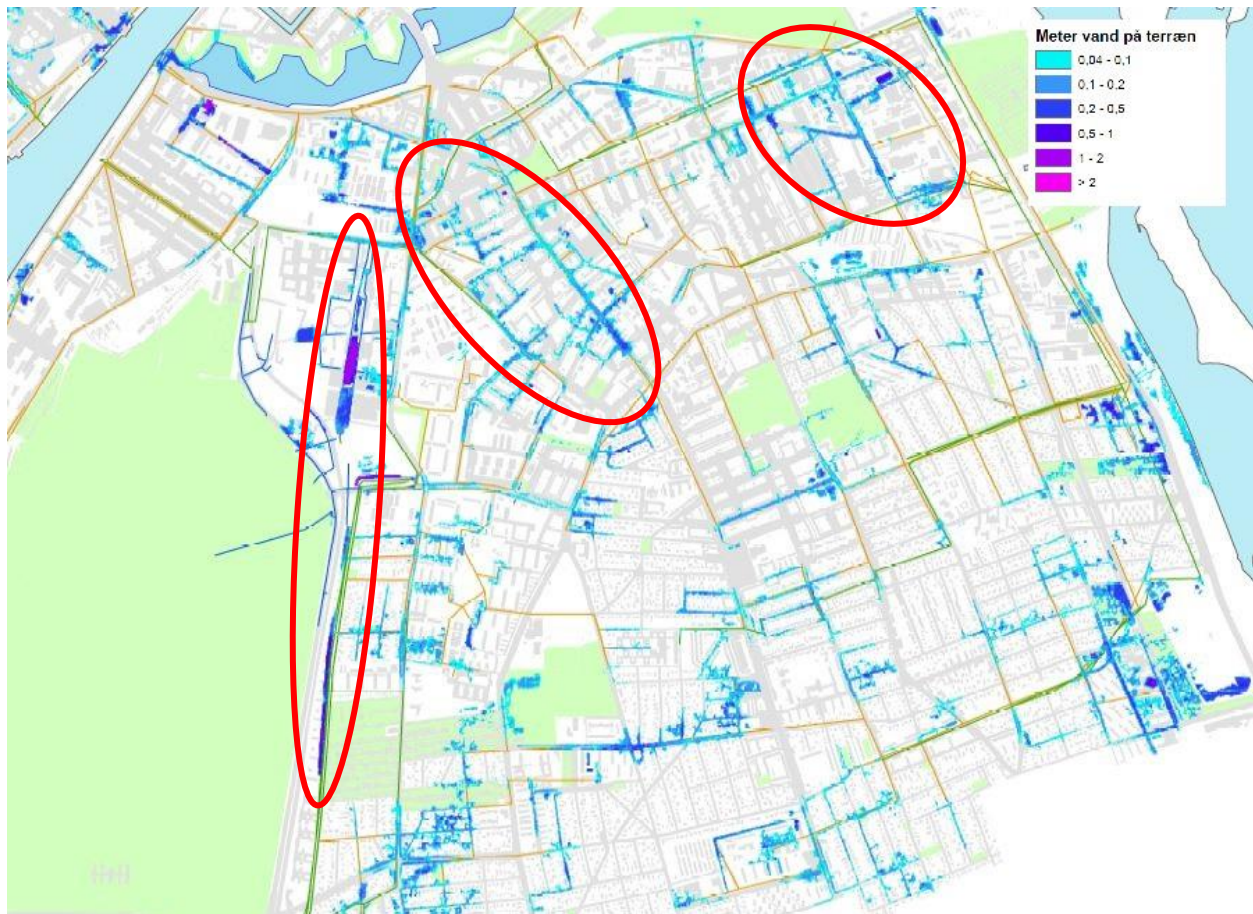 Meter vand på terræn
0,04 - 0,1
0,1 - 0,2
0,2 - 0,5
0,5 - 1
1 - 2
> 2